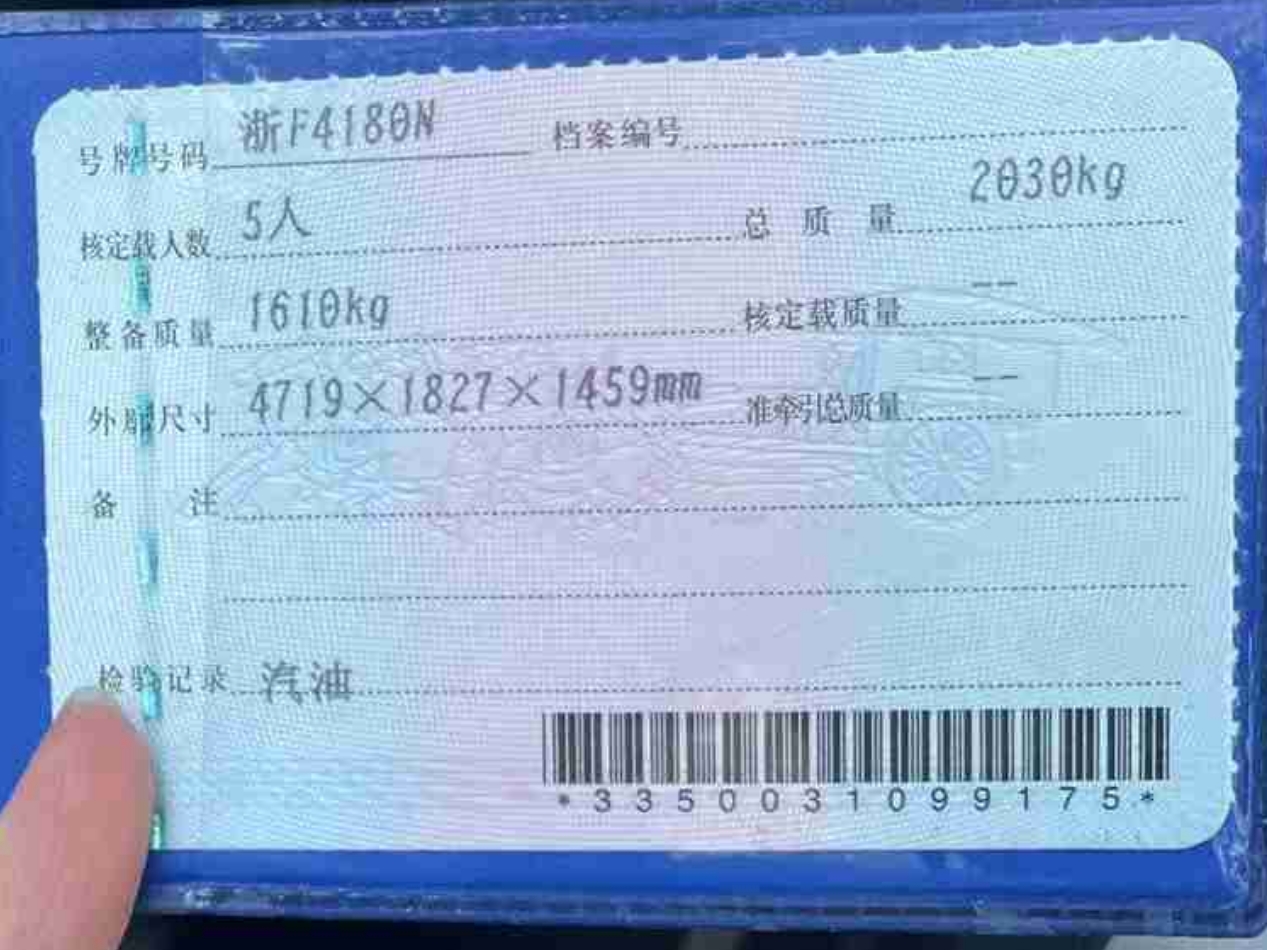 号牌号码 浙F4180N 档案编号
核定载人数 5人 总质量 2030kg
整备质量 1610kg 核定载质量 --
外廓尺寸 4719×1827×1459mm 准牵引总质量 --
备注
检验记录 汽油
*3350031099175*